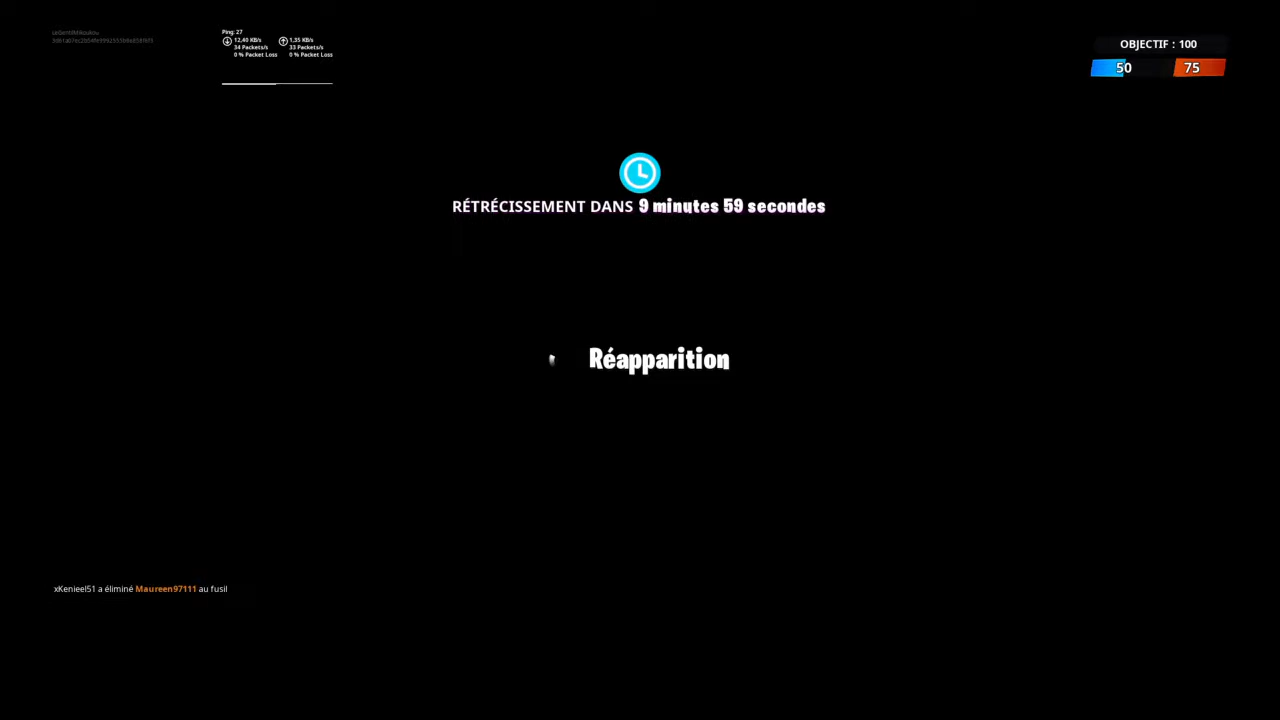 Ping: 27
12,40 KB/s 1,35 KB/s
34 Packets/s 33 Packets/s
0 % Packet Loss 0 % Packet Loss
OBJECTIF : 100
50 75
RÉTRÉCISSEMENT DANS 9 minutes 59 secondes
Réapparition
xKenieel51 a éliminé Maureen97111 au fusil